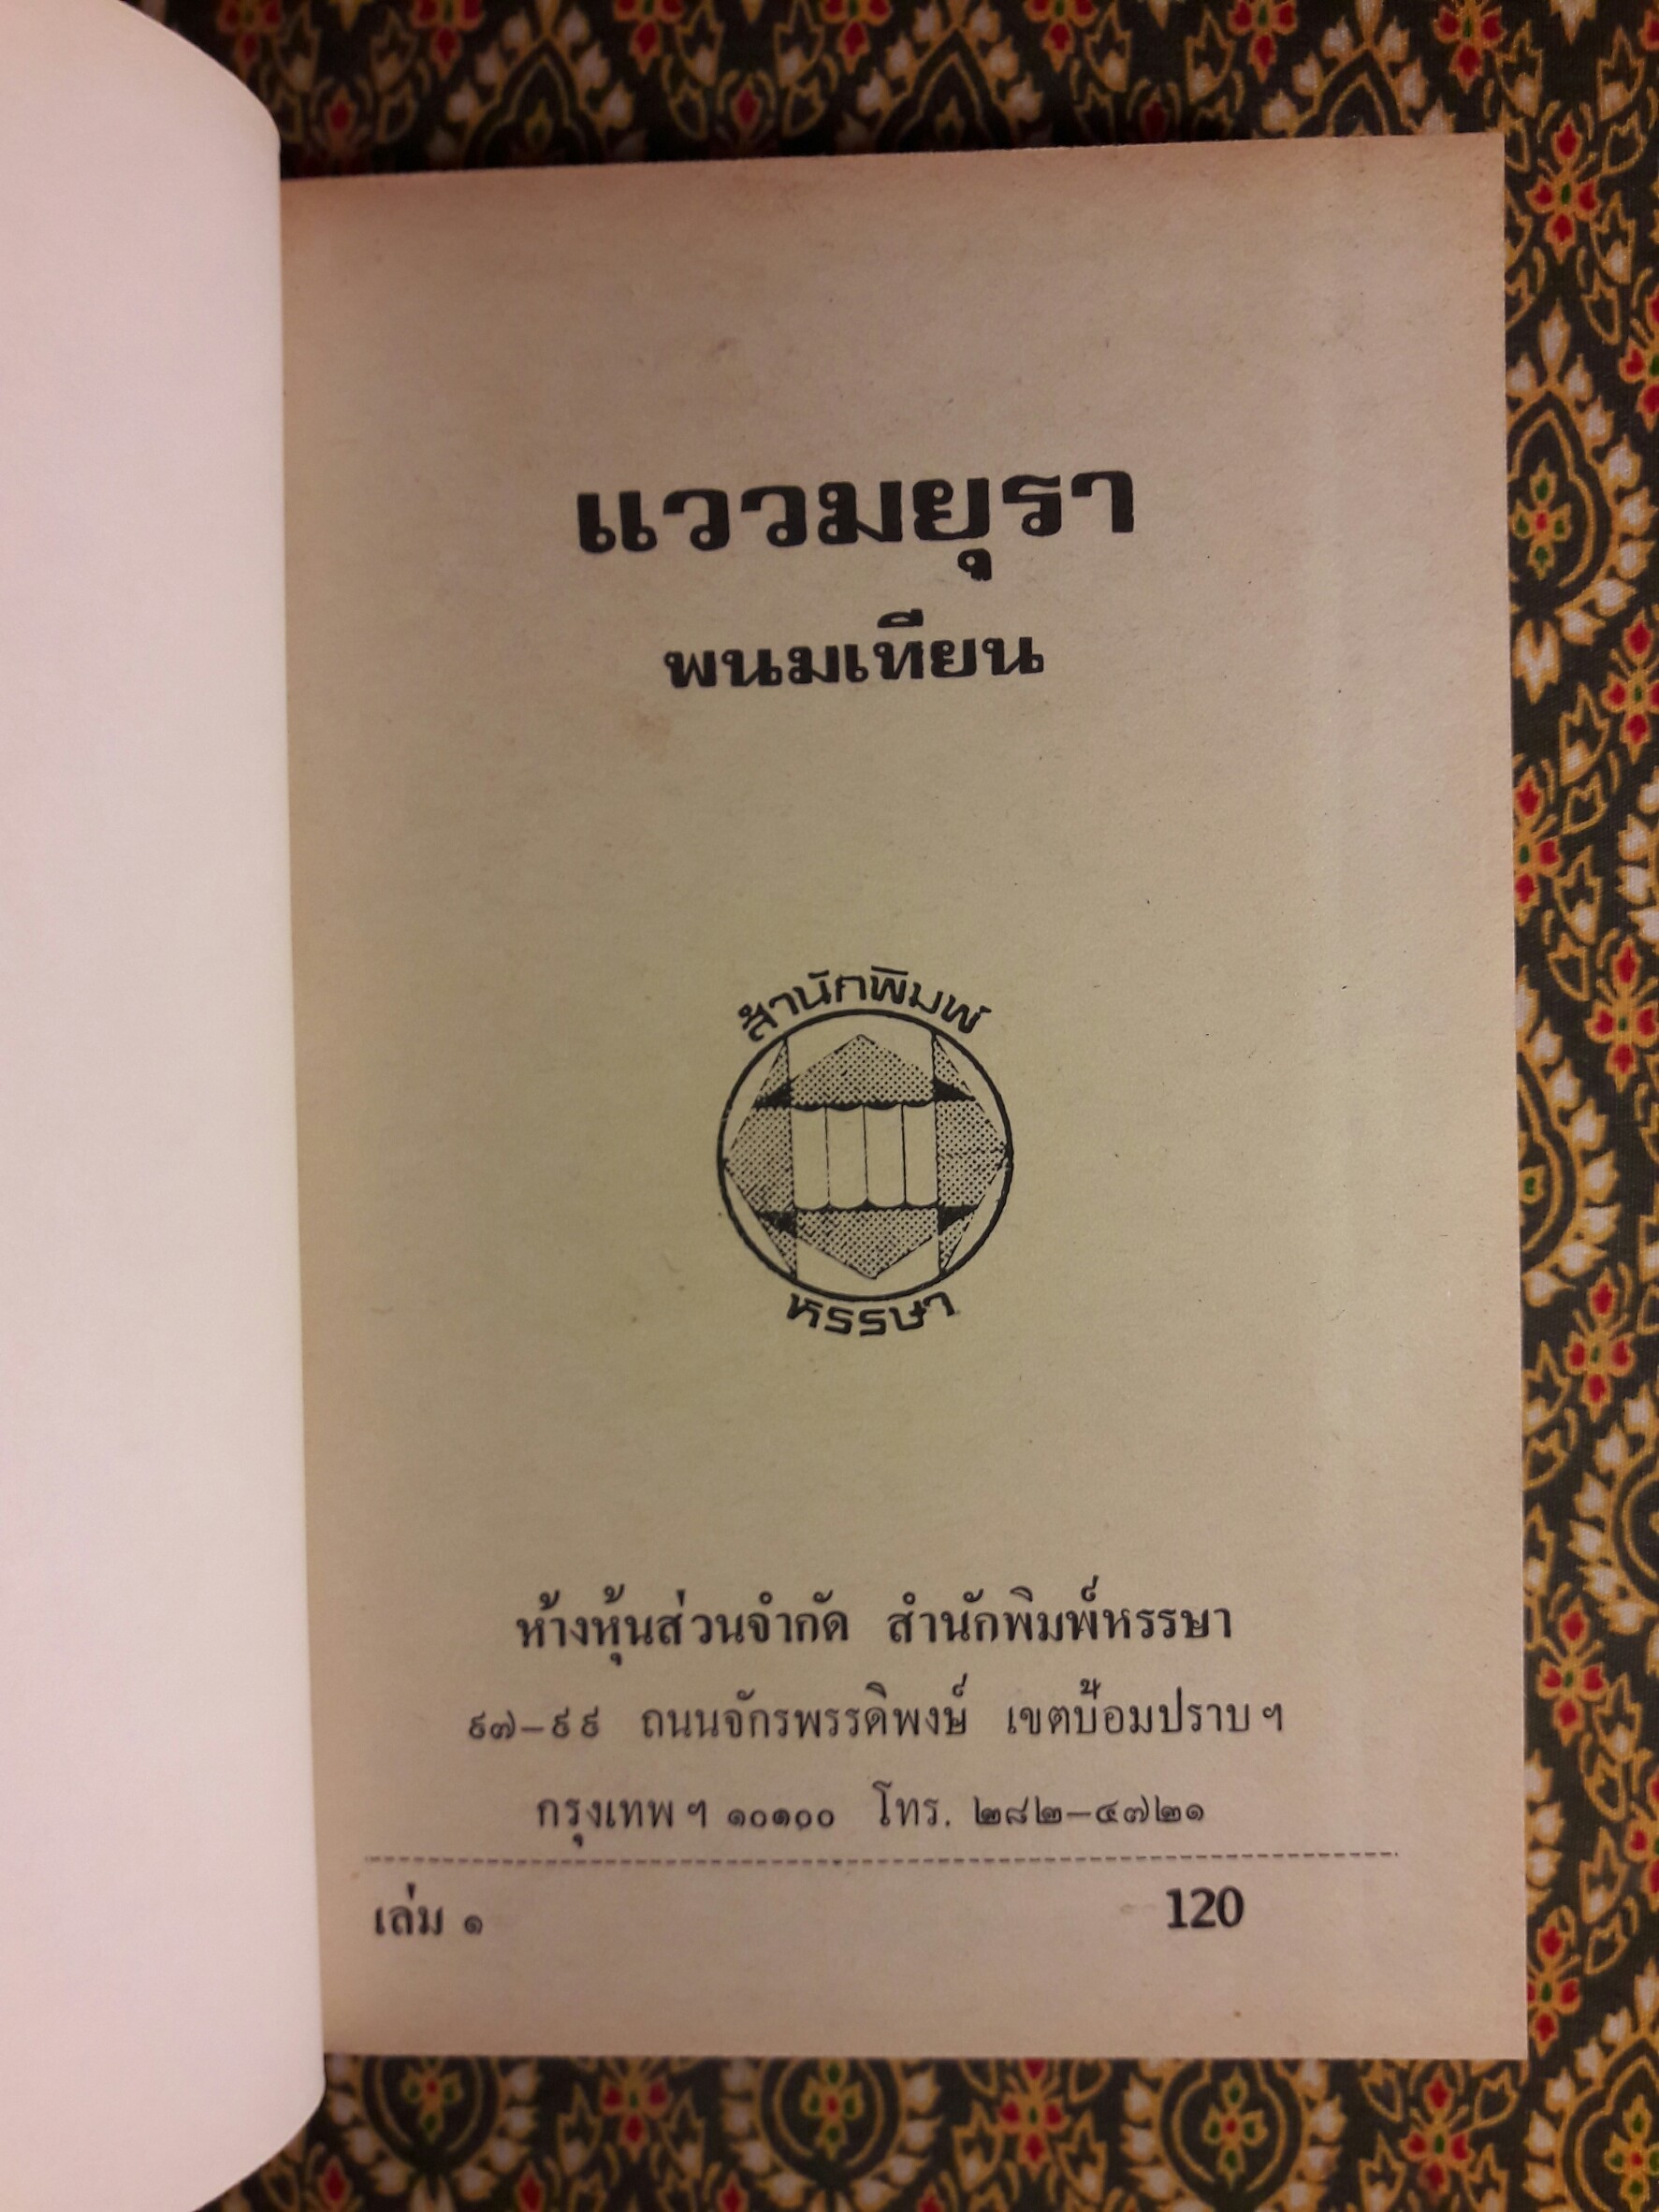 แววมยุรา
พนมเทียน
สำนักพิมพ์
หรรษา
ห้างหุ้นส่วนจำกัด สำนักพิมพ์หรรษา
๙๗–๙๙ ถนนจักรพรรดิพงษ์ เขตป้อมปราบฯ
กรุงเทพฯ ๑๐๑๐๐ โทร. ๒๘๒–๔๗๒๑
เล่ม ๑ 120